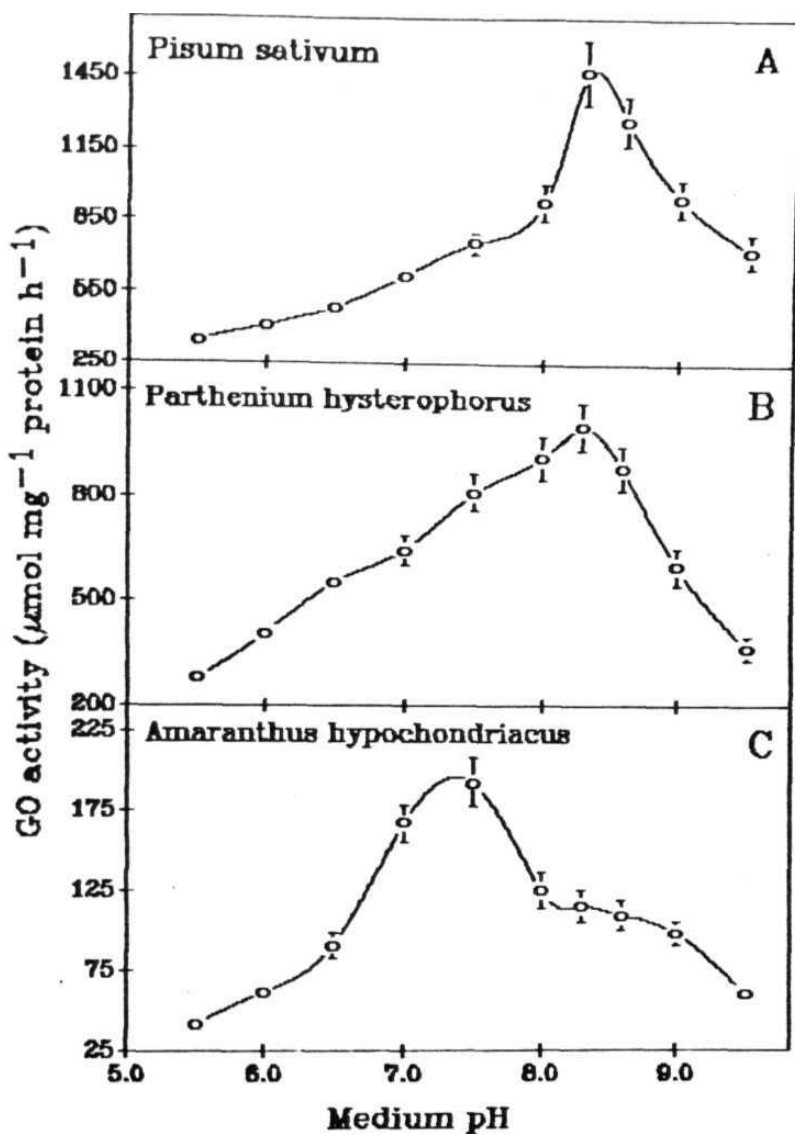 Pisum sativum
A
1450
1150
850
550
250
Parthenium hysterophorus
B
1100
800
500
200
Amaranthus hypochondriacus
C
225
175
125
75
25
5.0 6.0 7.0 8.0 9.0
Medium pH
GO activity (μmol mg⁻¹ protein h⁻¹)